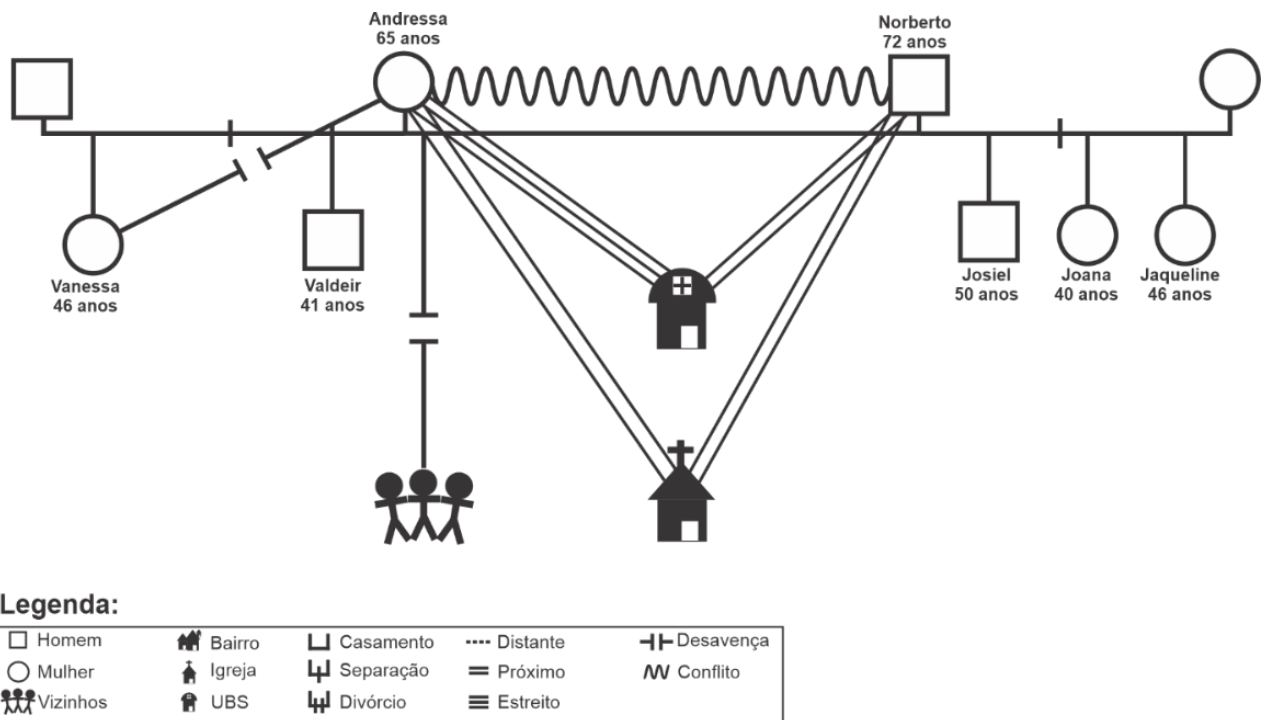 Andressa
65 anos
Norberto
72 anos
Vanessa
46 anos
Valdeir
41 anos
Josiel
50 anos
Joana
40 anos
Jaqueline
46 anos
Legenda:
Homem
Bairro
Casamento
Distante
Desavença
Mulher
Igreja
Separação
Próximo
Conflito
Vizinhos
UBS
Divórcio
Estreito